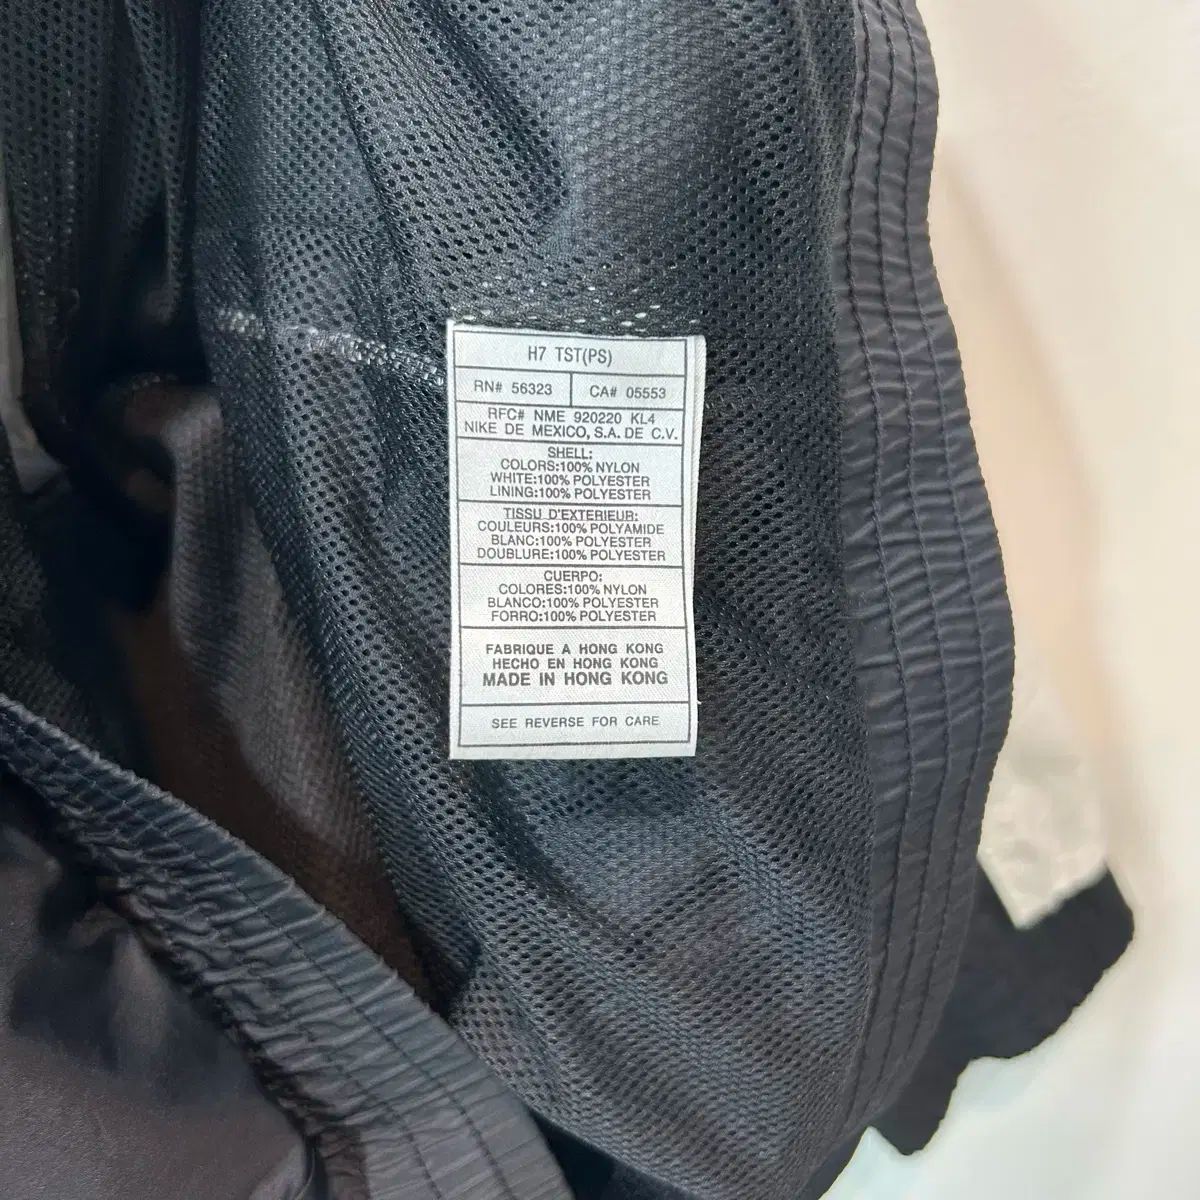 H7 TST(PS)
RN# 56323 CA# 05553
RFC# NME 920220 KL4
NIKE DE MEXICO, S.A. DE C.V.
SHELL:
COLORS:100% NYLON
WHITE:100% POLYESTER
LINING:100% POLYESTER
TISSU D'EXTERIEUR:
COULEURS:100% POLYAMIDE
BLANC:100% POLYESTER
DOUBLURE:100% POLYESTER
CUERPO:
COLORES:100% NYLON
BLANCO:100% POLYESTER
FORRO:100% POLYESTER
FABRIQUE A HONG KONG
HECHO EN HONG KONG
MADE IN HONG KONG
SEE REVERSE FOR CARE